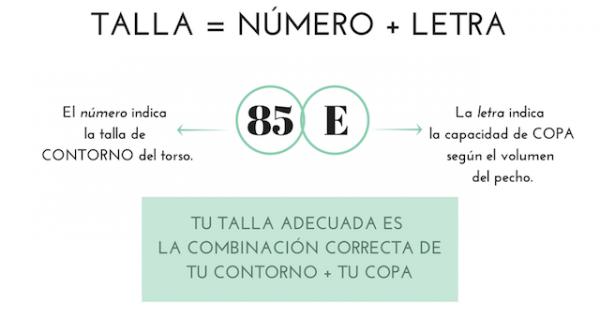 TALLA = NÚMERO + LETRA
El número indica
la talla de
CONTORNO del torso.
85 E
La letra indica
la capacidad de COPA
según el volumen
del pecho.
TU TALLA ADECUADA ES
LA COMBINACIÓN CORRECTA DE
TU CONTORNO + TU COPA